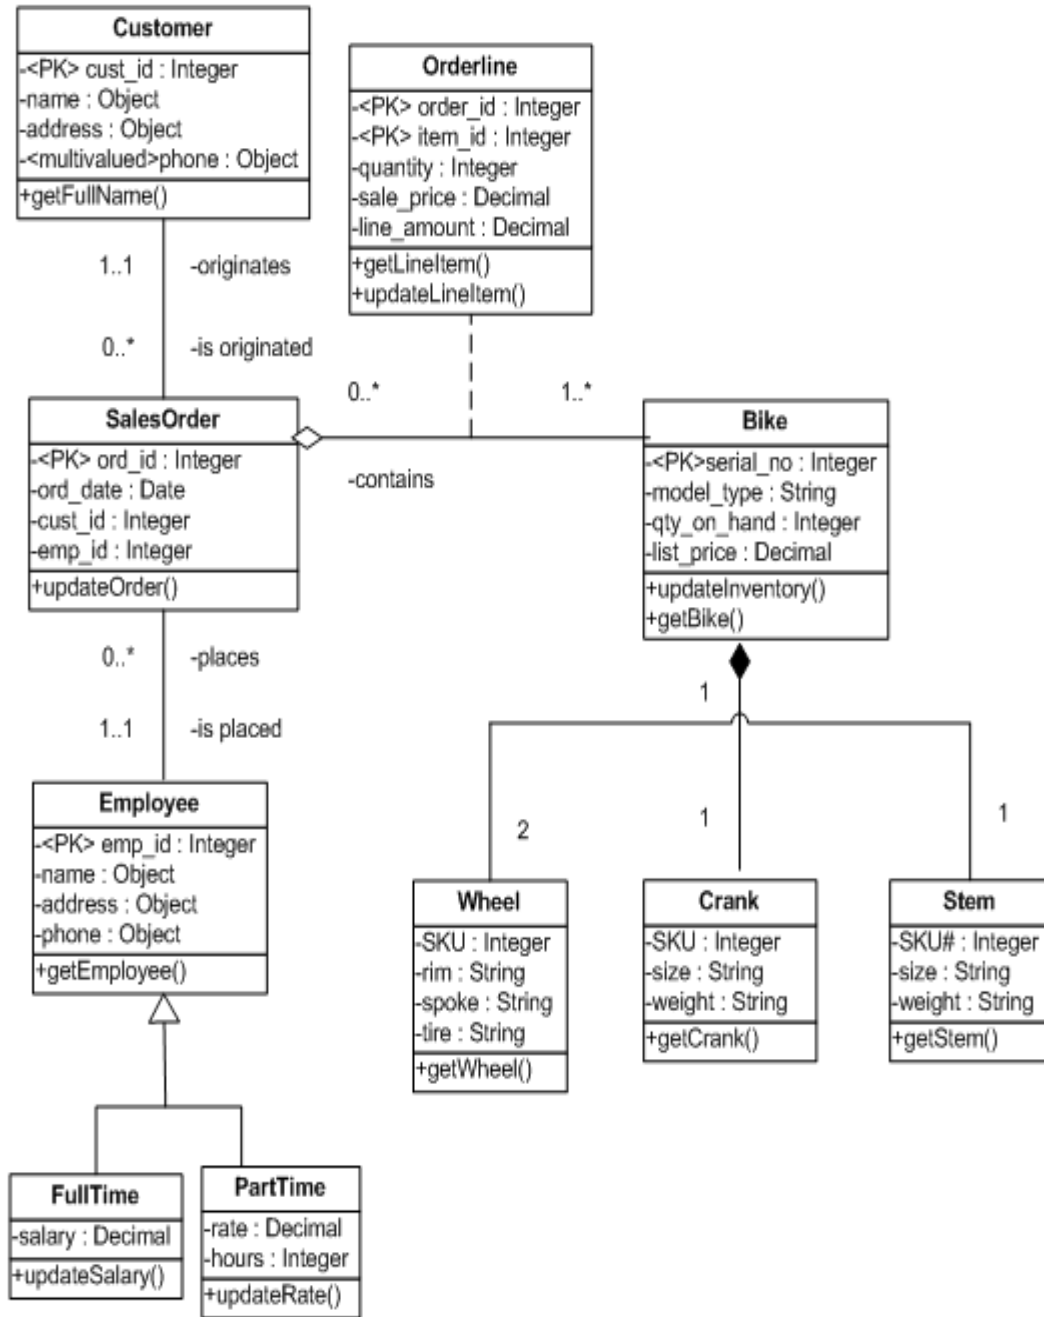 Customer
-<PK> cust_id : Integer
-name : Object
-address : Object
-<multivalued>phone : Object
+getFullName()
Orderline
-<PK> order_id : Integer
-<PK> item_id : Integer
-quantity : Integer
-sale_price : Decimal
-line_amount : Decimal
+getLineItem()
+updateLineItem()
1..1 -originates
0..* -is originated
0..* 1..*
-contains
SalesOrder
-<PK> ord_id : Integer
-ord_date : Date
-cust_id : Integer
-emp_id : Integer
+updateOrder()
Bike
-<PK>serial_no : Integer
-model_type : String
-qty_on_hand : Integer
-list_price : Decimal
+updateInventory()
+getBike()
0..* -places
1..1 -is placed
1
2
1
1
Employee
-<PK> emp_id : Integer
-name : Object
-address : Object
-phone : Object
+getEmployee()
Wheel
-SKU : Integer
-rim : String
-spoke : String
-tire : String
+getWheel()
Crank
-SKU : Integer
-size : String
-weight : String
+getCrank()
Stem
-SKU# : Integer
-size : String
-weight : String
+getStem()
FullTime
-salary : Decimal
+updateSalary()
PartTime
-rate : Decimal
-hours : Integer
+updateRate()